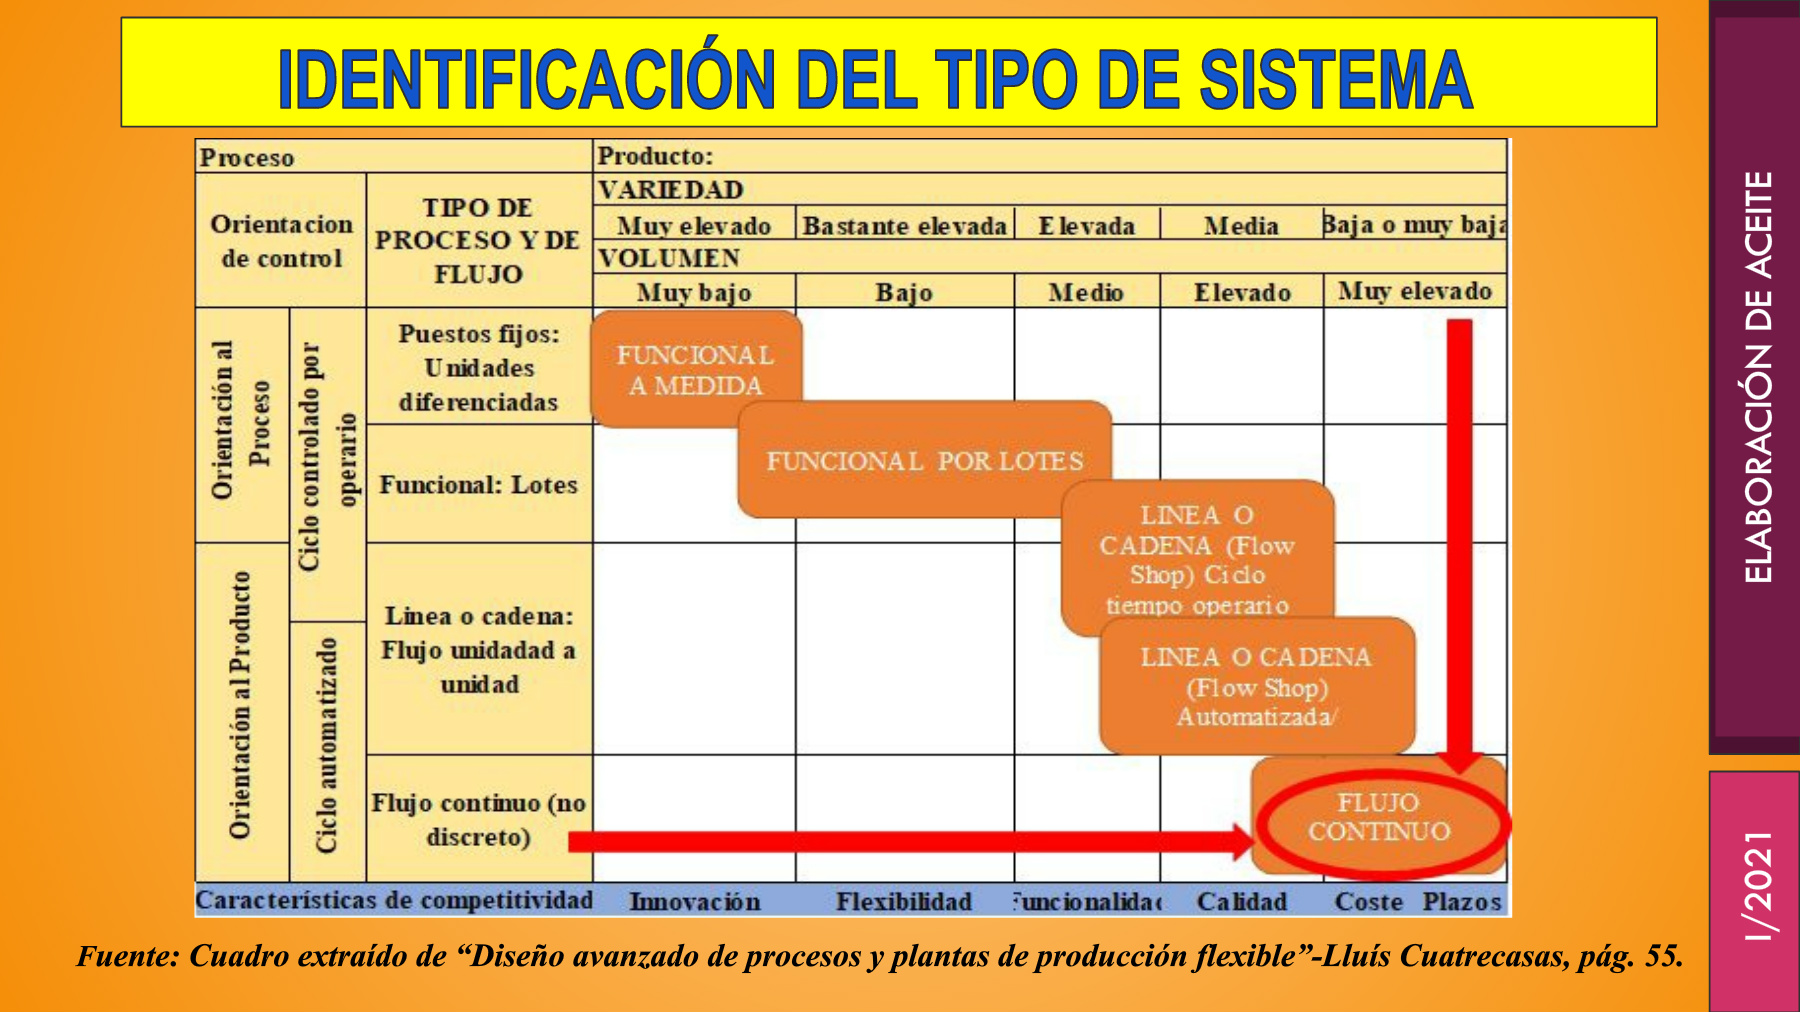 IDENTIFICACIÓN DEL TIPO DE SISTEMA
Proceso
Producto:
Orientacion
de control
TIPO DE
PROCESO Y DE
FLUJO
VARIEDAD
Muy elevado
Bastante elevada
Elevada
Media
Baja o muy baja
VOLUMEN
Muy bajo
Bajo
Medio
Elevado
Muy elevado
Orientación al
Proceso
Ciclo controlado por
operario
Puestos fijos:
Unidades
diferenciadas
FUNCIONAL
A MEDIDA
Funcional: Lotes
FUNCIONAL POR LOTES
Orientación al Producto
Ciclo automatizado
Linea o cadena:
Flujo unidadad a
unidad
LINEA O
CADENA (Flow
Shop) Ciclo
tiempo operario
LINEA O CADENA
(Flow Shop)
Automatizada/
Flujo continuo (no
discreto)
FLUJO
CONTINUO
Características de competitividad
Innovación
Flexibilidad
Funcionalidad
Calidad
Coste Plazos
Fuente: Cuadro extraído de “Diseño avanzado de procesos y plantas de producción flexible”-Lluís Cuatrecasas, pág. 55.
ELABORACIÓN DE ACEITE
I/2021